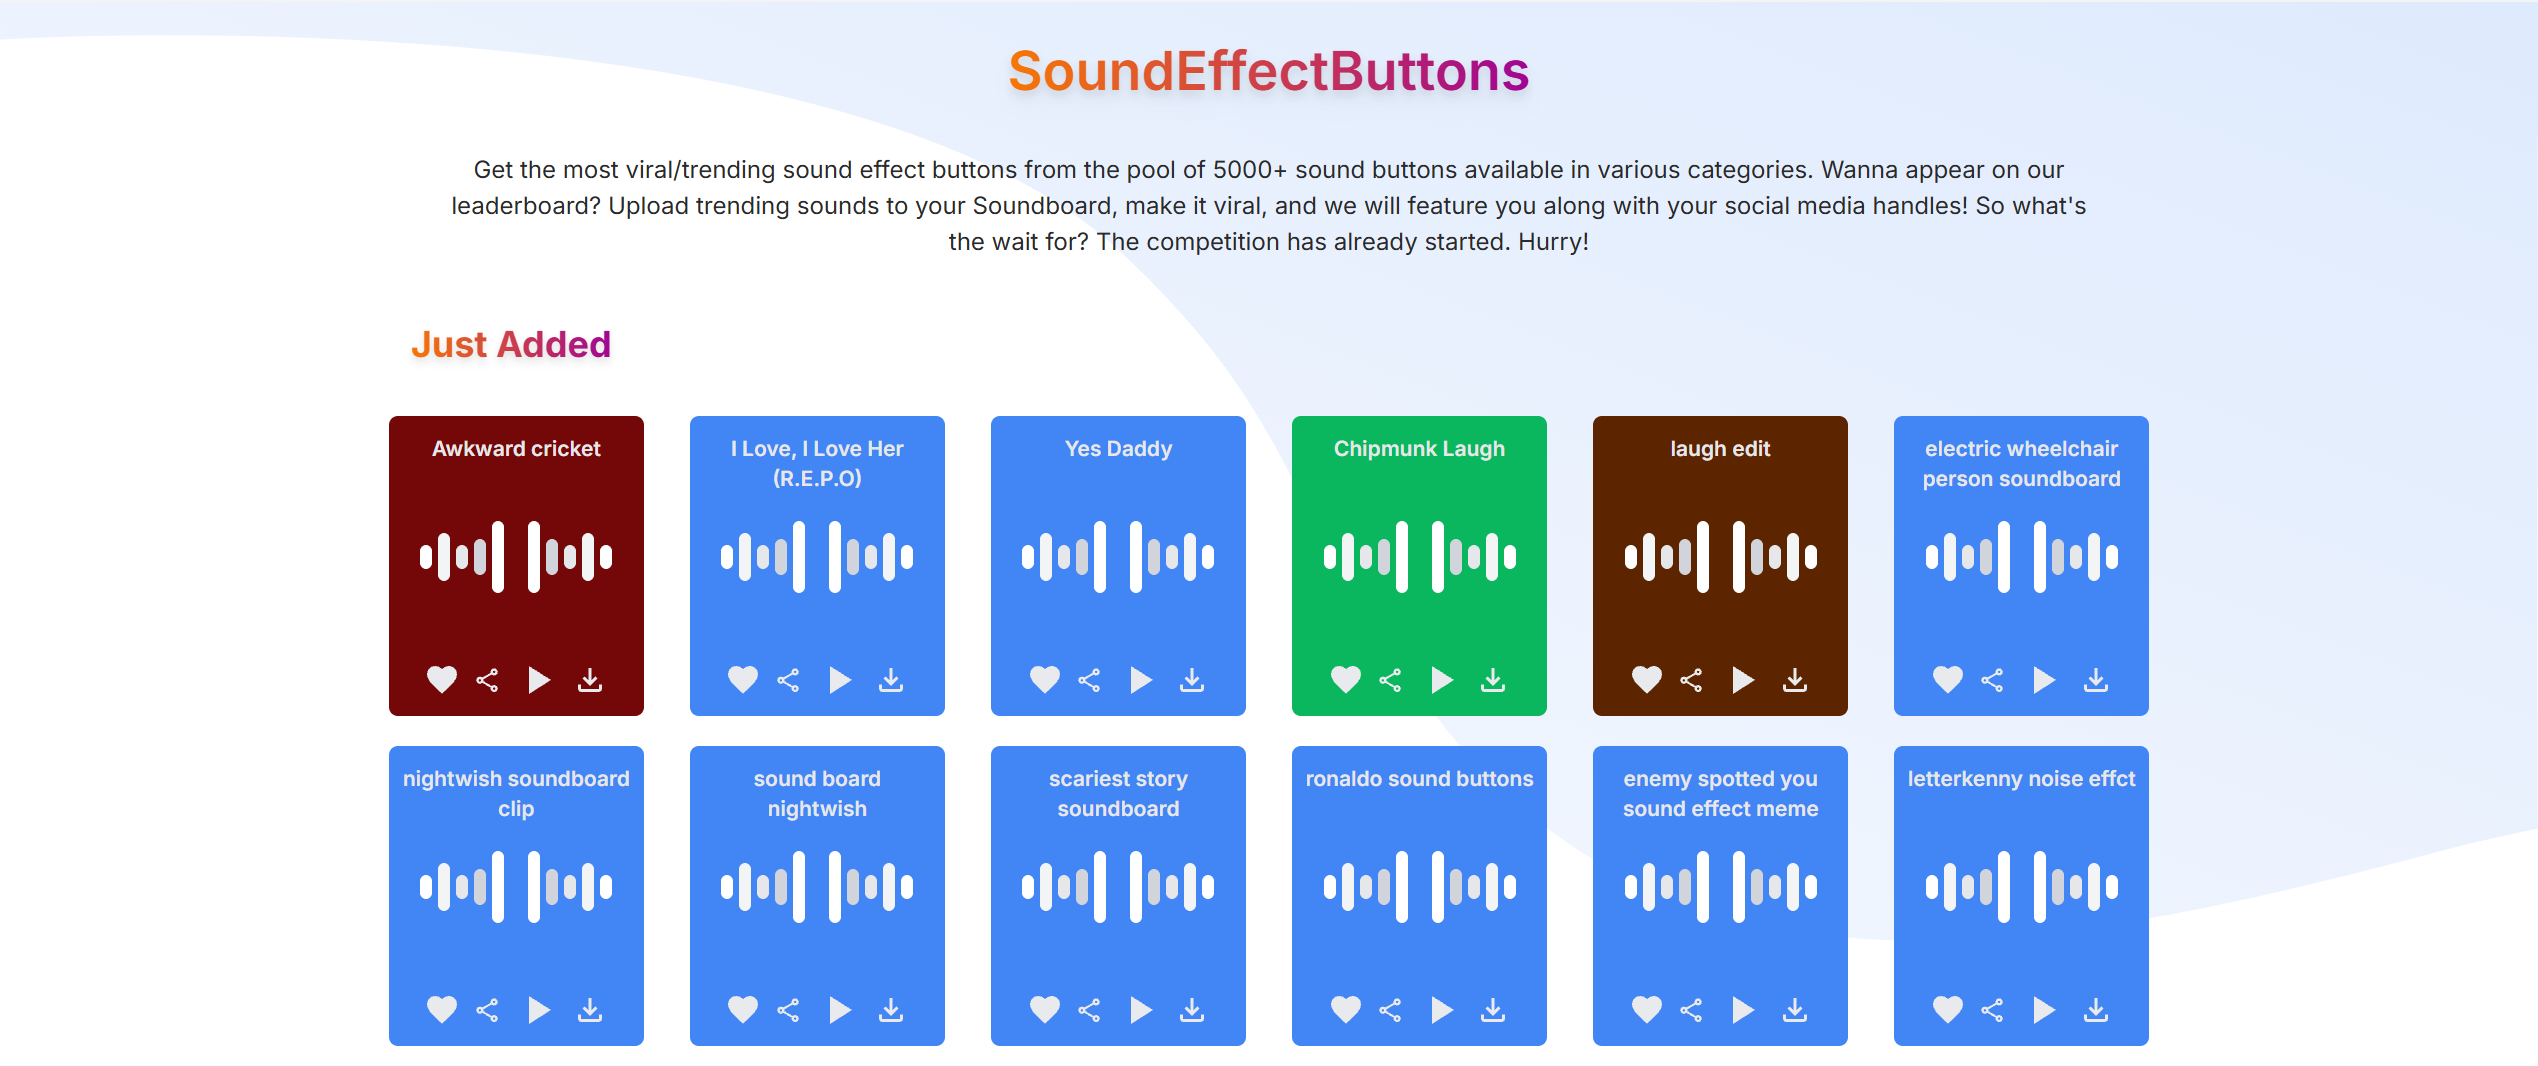 SoundEffectButtons
Get the most viral/trending sound effect buttons from the pool of 5000+ sound buttons available in various categories. Wanna appear on our
leaderboard? Upload trending sounds to your Soundboard, make it viral, and we will feature you along with your social media handles! So what's
the wait for? The competition has already started. Hurry!
Just Added
Awkward cricket
I Love, I Love Her
(R.E.P.O)
Yes Daddy
Chipmunk Laugh
laugh edit
electric wheelchair
person soundboard
nightwish soundboard
clip
sound board
nightwish
scariest story
soundboard
ronaldo sound buttons
enemy spotted you
sound effect meme
letterkenny noise effct